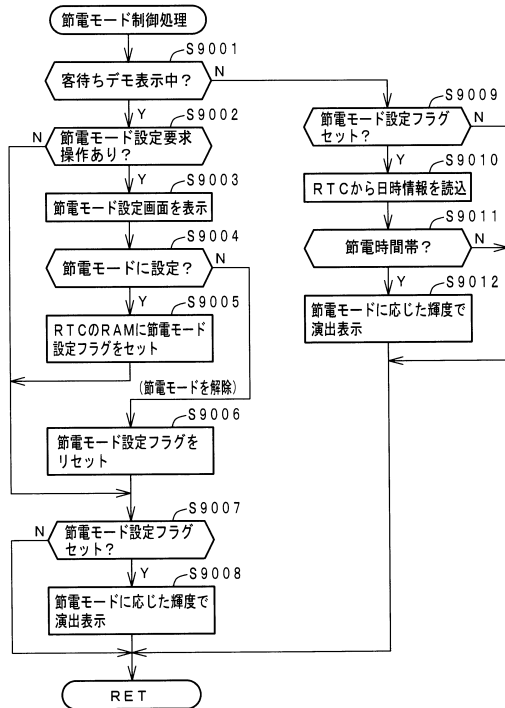 節電モード制御処理
S9001
客待ちデモ表示中？
N
Y
S9002
N
節電モード設定要求
操作あり？
Y
S9003
節電モード設定画面を表示
S9004
節電モードに設定？
N
Y
S9005
RTCのRAMに節電モード
設定フラグをセット
(節電モードを解除)
S9006
節電モード設定フラグを
リセット
S9007
N
節電モード設定フラグ
セット？
Y
S9008
節電モードに応じた輝度で
演出表示
RET
S9009
節電モード設定フラグ
セット？
N
Y
S9010
RTCから日時情報を読込
S9011
節電時間帯？
N
Y
S9012
節電モードに応じた輝度で
演出表示